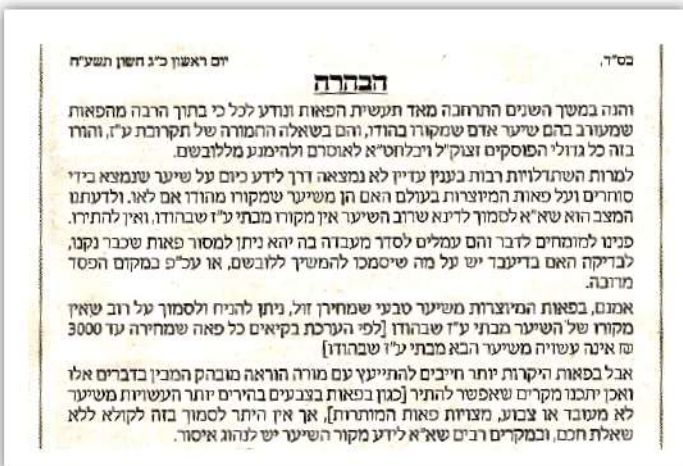 בס"ד,
יום ראשון כ"ג חשון תשע"ח
הבהרה
והנה במשך השנים התרחבה מאד תעשיית הפאות ונודע לכל כי בתוך הרבה מהפאות
שמעורב בהם שיער אדם שמקורו בהודו, והם בשאלה החמורה של תקרובת ע"ז, והורו
בזה כל גדולי הפוסקים זצוק"ל ויבלחט"א לאוסרם ולהימנע מללובשם.
למרות השתדלויות רבות בענין עדיין לא נמצאה דרך לידע כיום על שיער שנמצא בידי
סוחרים ועל פאות המיוצרות בעולם האם הן משיער שמקורו מהודו אם לאו. ולדעתנו
המצב הוא שא"א לסמוך לדינא שרוב השיער אין מקורו מבתי ע"ז שבהודו, ואין להתירו.
פנינו למומחים לדבר והם עמלים לסדר מעבדה בה יהא ניתן למסור פאות שכבר נקנו,
לבדיקה האם בדיעבד יש על מה שיסמכו להמשיך ללובשם, או עכ"פ במקום הפסד
מרובה.
אמנם, בפאות המיוצרות משיער טבעי שמחירן זול, ניתן להניח ולסמוך על רוב שאין
מקורו של השיער מבתי ע"ז שבהודו [לפי הערכת בקיאים כל פאה שמחירה עד 3000
₪ אינה עשויה משיער הבא מבתי ע"ז שבהודו]
אבל בפאות היקרות יותר חייבים להתייעץ עם מורה הוראה מובהק המבין בדברים אלו
ואכן יתכנו מקרים שאפשר להתיר [כגון בפאות בצבעים בהירים יותר העשויות משיער
לא מעובד או צבוע, מצויות פאות המותרות], אך אין היתר לסמוך בזה לקולא ללא
שאלת חכם, ובמקרים רבים שא"א לידע מקור השיער יש לנהוג איסור.